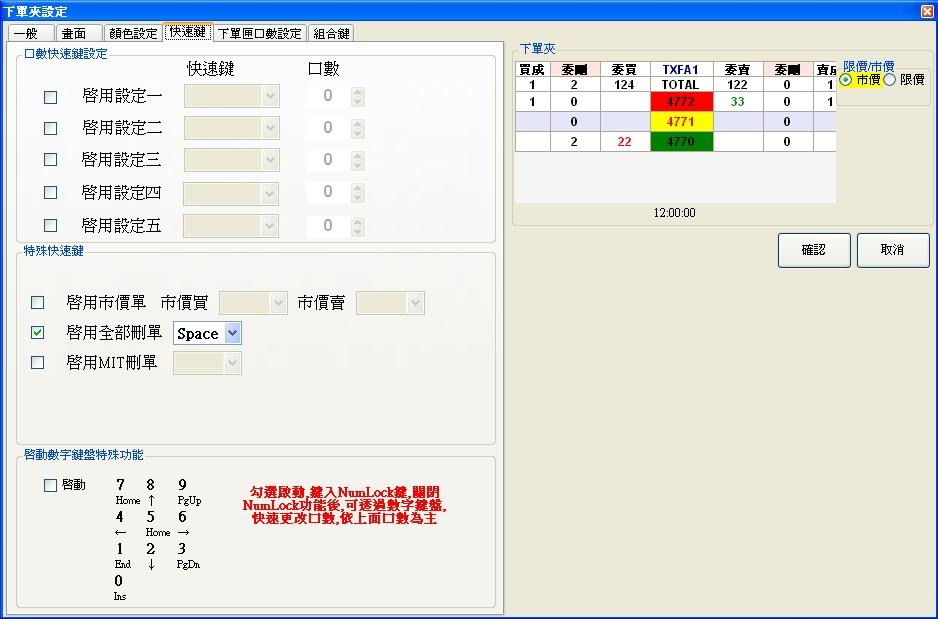 下單夾設定
一般 畫面 顏色設定 快速鍵 下單匣口數設定 組合鍵
口數快速鍵設定
快速鍵 口數
啓用設定一 0
啓用設定二 0
啓用設定三 0
啓用設定四 0
啓用設定五 0
特殊快速鍵
啓用市價單 市價買 市價賣
啓用全部刪單 Space
啓用MIT刪單
啓動數字鍵盤特殊功能
啓動
7 8 9
Home ↑ PgUp
4 5 6
← Home →
1 2 3
End ↓ PgDn
0
Ins
勾選啟動,鍵入NumLock鍵,關閉
NumLock功能後,可透過數字鍵盤,
快速更改口數,依上面口數為主
下單夾
買成 委刪 委買 TXFA1 委賣 委刪 賣成
1 2 124 TOTAL 122 0 1
1 0 4772 33 0 1
0 4771 0
2 22 4770 0
12:00:00
限價/市價
市價 限價
確認 取消